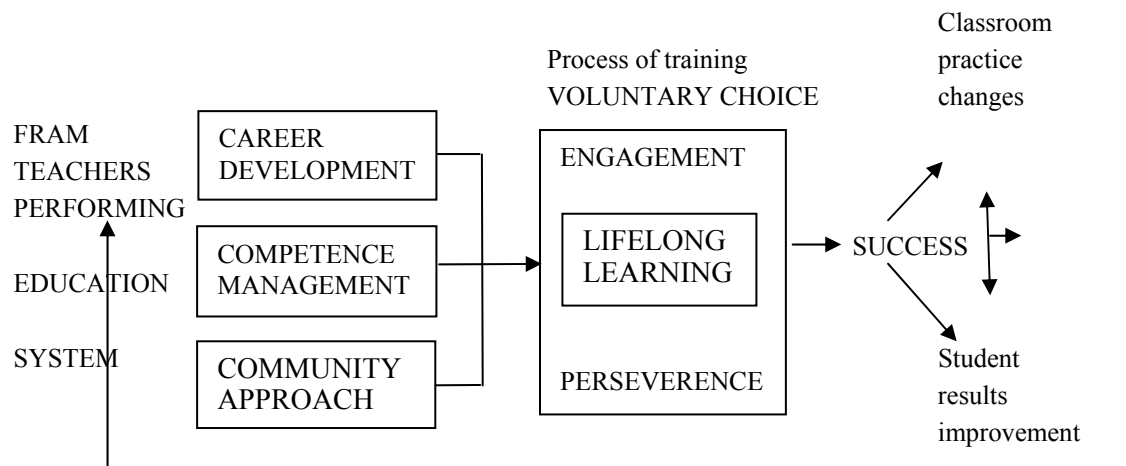 FRAM
TEACHERS
PERFORMING
EDUCATION
SYSTEM
CAREER
DEVELOPMENT
COMPETENCE
MANAGEMENT
COMMUNITY
APPROACH
Process of training
VOLUNTARY CHOICE
ENGAGEMENT
LIFELONG
LEARNING
PERSEVERENCE
SUCCESS
Classroom
practice
changes
Student
results
improvement